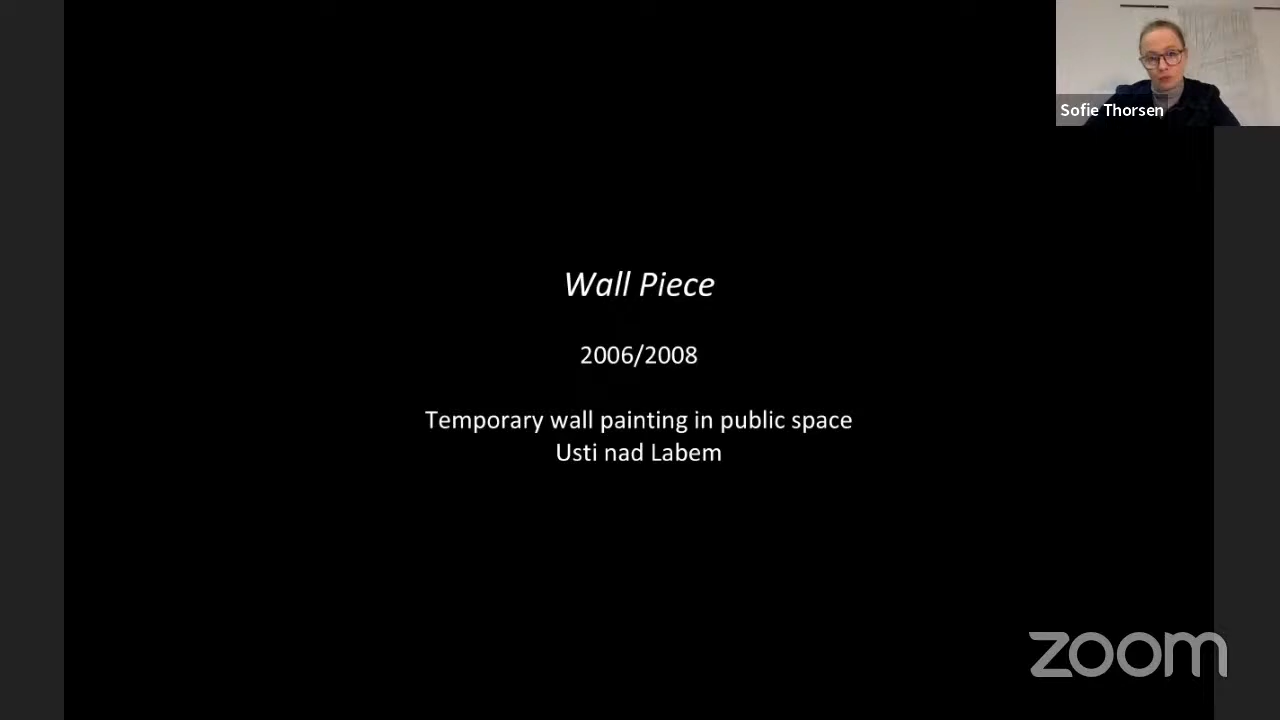 Sofie Thorsen
Wall Piece
2006/2008
Temporary wall painting in public space
Usti nad Labem
zoom